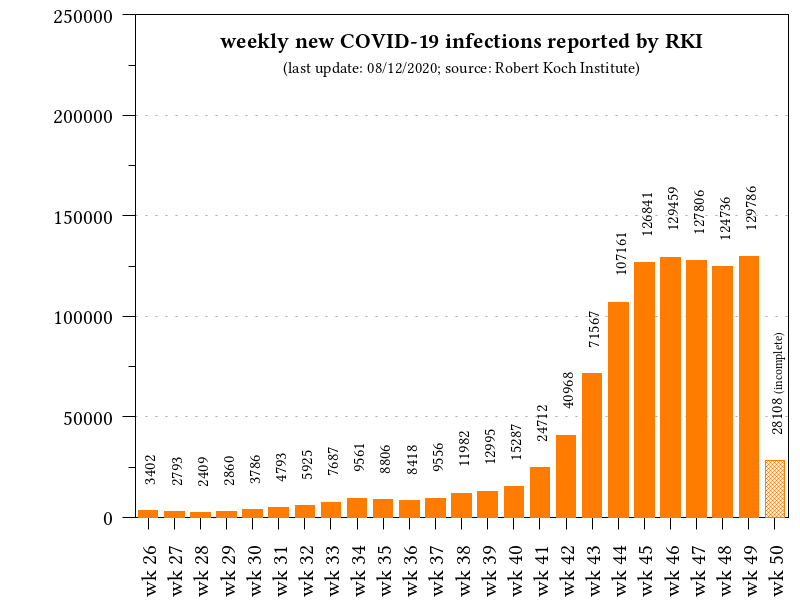 weekly new COVID-19 infections reported by RKI
(last update: 08/12/2020; source: Robert Koch Institute)
250000
200000
150000
100000
50000
0
3402
2793
2409
2860
3786
4793
5925
7687
9561
8806
8418
9556
11982
12995
15287
24712
40968
71567
107161
126841
129459
127806
124736
129786
28108 (incomplete)
wk 26
wk 27
wk 28
wk 29
wk 30
wk 31
wk 32
wk 33
wk 34
wk 35
wk 36
wk 37
wk 38
wk 39
wk 40
wk 41
wk 42
wk 43
wk 44
wk 45
wk 46
wk 47
wk 48
wk 49
wk 50